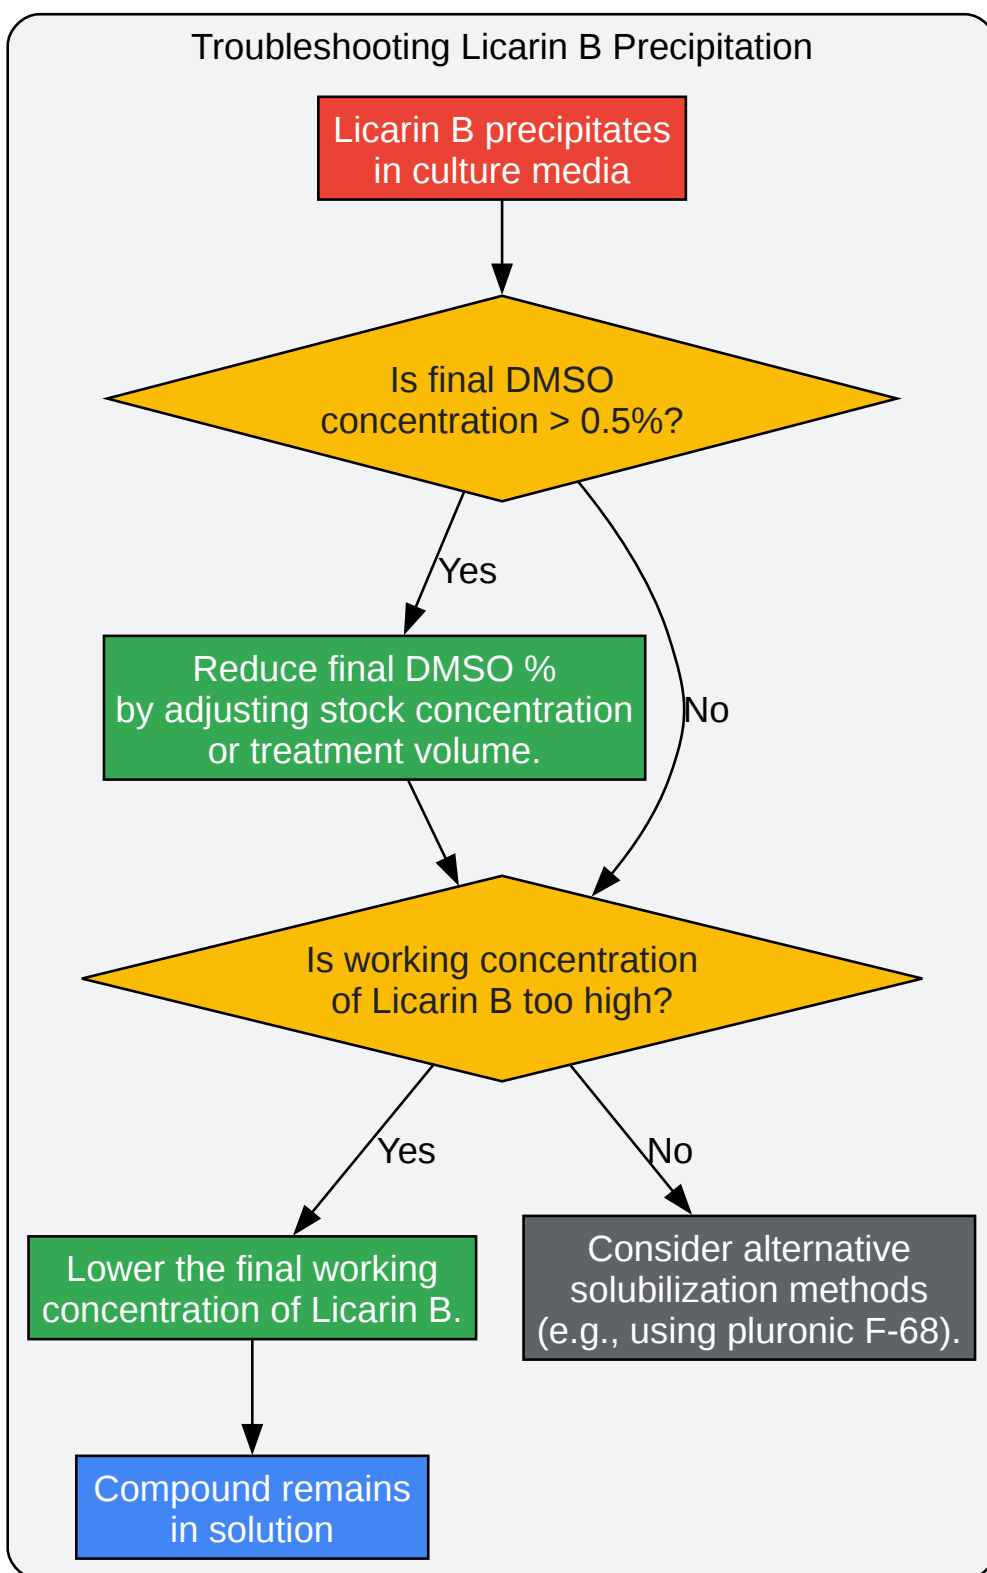 Troubleshooting Licarin B Precipitation
Licarin B precipitates
in culture media
Is final DMSO
concentration > 0.5%?
Yes
No
Reduce final DMSO %
by adjusting stock concentration
or treatment volume.
Is working concentration
of Licarin B too high?
Yes
No
Lower the final working
concentration of Licarin B.
Consider alternative
solubilization methods
(e.g., using pluronic F-68).
Compound remains
in solution